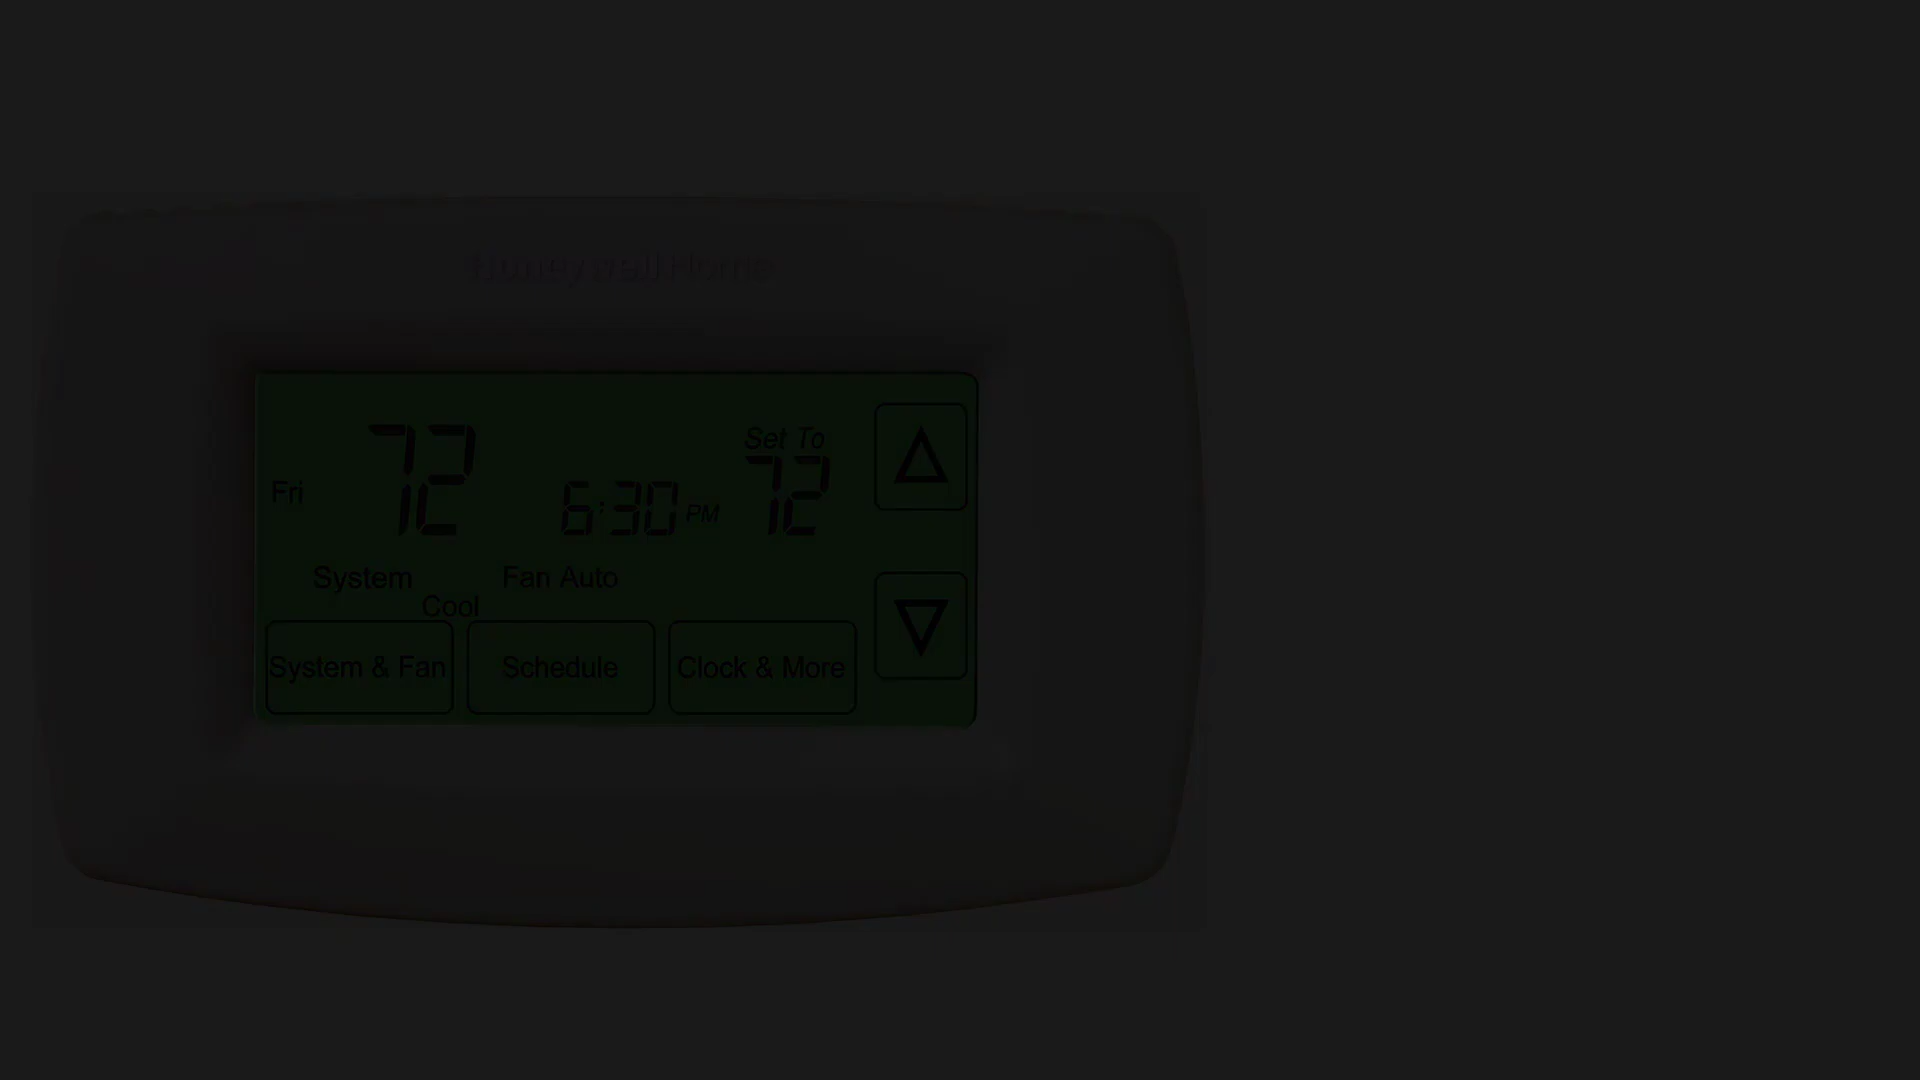 Honeywell Home
Set To
72
72
Fri
6:30 PM
System
Fan Auto
Cool
System & Fan
Schedule
Clock & More